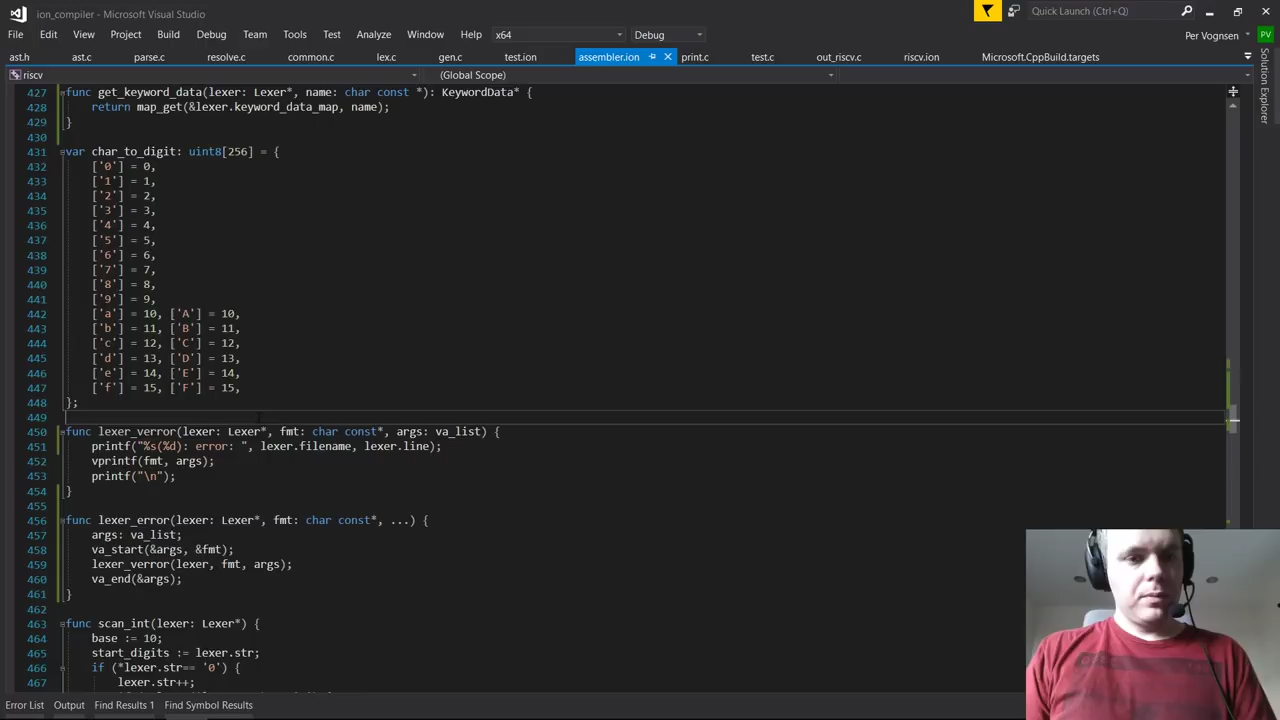 ion_compiler - Microsoft Visual Studio
Quick Launch (Ctrl+Q)
File Edit View Project Build Debug Team Tools Test Analyze Window Help x64 Debug
Per Vognsen PV
ast.h ast.c parse.c resolve.c common.c lex.c gen.c test.ion assembler.ion print.c test.c out_riscv.c riscv.ion Microsoft.CppBuild.targets
riscv (Global Scope)
Solution Explorer
427 func get_keyword_data(lexer: Lexer*, name: char const *): KeywordData* {
428 return map_get(&lexer.keyword_data_map, name);
429 }
430
431 var char_to_digit: uint8[256] = {
432 ['0'] = 0,
433 ['1'] = 1,
434 ['2'] = 2,
435 ['3'] = 3,
436 ['4'] = 4,
437 ['5'] = 5,
438 ['6'] = 6,
439 ['7'] = 7,
440 ['8'] = 8,
441 ['9'] = 9,
442 ['a'] = 10, ['A'] = 10,
443 ['b'] = 11, ['B'] = 11,
444 ['c'] = 12, ['C'] = 12,
445 ['d'] = 13, ['D'] = 13,
446 ['e'] = 14, ['E'] = 14,
447 ['f'] = 15, ['F'] = 15,
448 };
449
450 func lexer_verror(lexer: Lexer*, fmt: char const*, args: va_list) {
451 printf("%s(%d): error: ", lexer.filename, lexer.line);
452 vprintf(fmt, args);
453 printf("\n");
454 }
455
456 func lexer_error(lexer: Lexer*, fmt: char const*, ...) {
457 args: va_list;
458 va_start(&args, &fmt);
459 lexer_verror(lexer, fmt, args);
460 va_end(&args);
461 }
462
463 func scan_int(lexer: Lexer*) {
464 base := 10;
465 start_digits := lexer.str;
466 if (*lexer.str== '0') {
467 lexer.str++;
Error List Output Find Results 1 Find Symbol Results